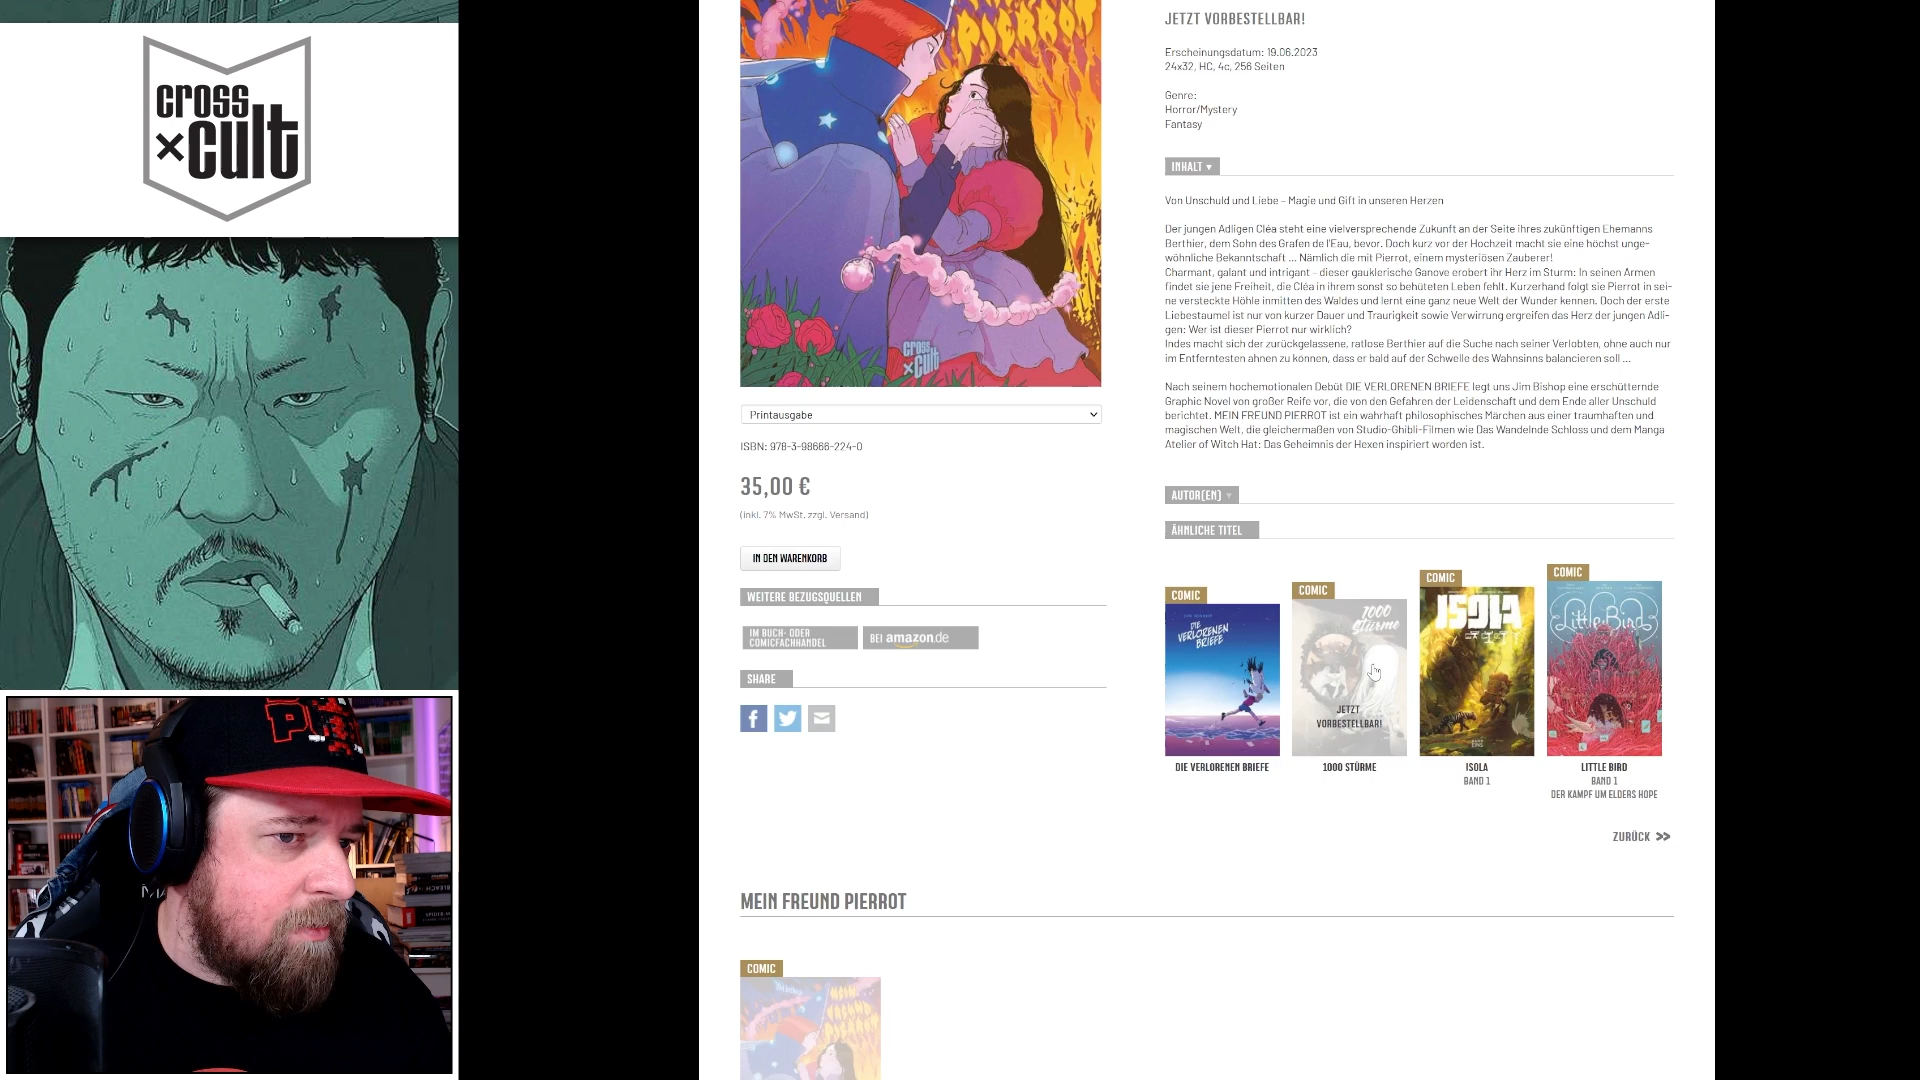 cross
×cult
PIERROT
cross
×cult
Printausgabe
ISBN: 978-3-98666-224-0
35,00 €
(inkl. 7% MwSt. zzgl. Versand)
IN DEN WARENKORB
WEITERE BEZUGSQUELLEN
IM BUCH- ODER
COMICFACHHANDEL
BEI amazon.de
SHARE
JETZT VORBESTELLBAR!
Erscheinungsdatum: 19.06.2023
24x32, HC, 4c, 256 Seiten
Genre:
Horror/Mystery
Fantasy
INHALT ▾
Von Unschuld und Liebe – Magie und Gift in unseren Herzen
Der jungen Adligen Cléa steht eine vielversprechende Zukunft an der Seite ihres zukünftigen Ehemanns
Berthier, dem Sohn des Grafen de l'Eau, bevor. Doch kurz vor der Hochzeit macht sie eine höchst unge-
wöhnliche Bekanntschaft ... Nämlich die mit Pierrot, einem mysteriösen Zauberer!
Charmant, galant und intrigant – dieser gauklerische Ganove erobert ihr Herz im Sturm: In seinen Armen
findet sie jene Freiheit, die Cléa in ihrem sonst so behüteten Leben fehlt. Kurzerhand folgt sie Pierrot in sei-
ne versteckte Höhle inmitten des Waldes und lernt eine ganz neue Welt der Wunder kennen. Doch der erste
Liebestaumel ist nur von kurzer Dauer und Traurigkeit sowie Verwirrung ergreifen das Herz der jungen Adli-
gen: Wer ist dieser Pierrot nur wirklich?
Indes macht sich der zurückgelassene, ratlose Berthier auf die Suche nach seiner Verlobten, ohne auch nur
im Entferntesten ahnen zu können, dass er bald auf der Schwelle des Wahnsinns balancieren soll ...
Nach seinem hochemotionalen Debüt DIE VERLORENEN BRIEFE legt uns Jim Bishop eine erschütternde
Graphic Novel von großer Reife vor, die von den Gefahren der Leidenschaft und dem Ende aller Unschuld
berichtet. MEIN FREUND PIERROT ist ein wahrhaft philosophisches Märchen aus einer traumhaften und
magischen Welt, die gleichermaßen von Studio-Ghibli-Filmen wie Das Wandelnde Schloss und dem Manga
Atelier of Witch Hat: Das Geheimnis der Hexen inspiriert worden ist.
AUTOR(EN) ▾
ÄHNLICHE TITEL
COMIC
DIE
VERLORENEN
BRIEFE
DIE VERLORENEN BRIEFE
COMIC
1000
Stürme
JETZT
VORBESTELLBAR!
1000 STÜRME
COMIC
ISOLA
ISOLA
BAND 1
COMIC
Little Bird
LITTLE BIRD
BAND 1
DER KAMPF UM ELDERS HOPE
ZURÜCK
MEIN FREUND PIERROT
COMIC
MEIN
FREUND
PIERROT
BLEACH